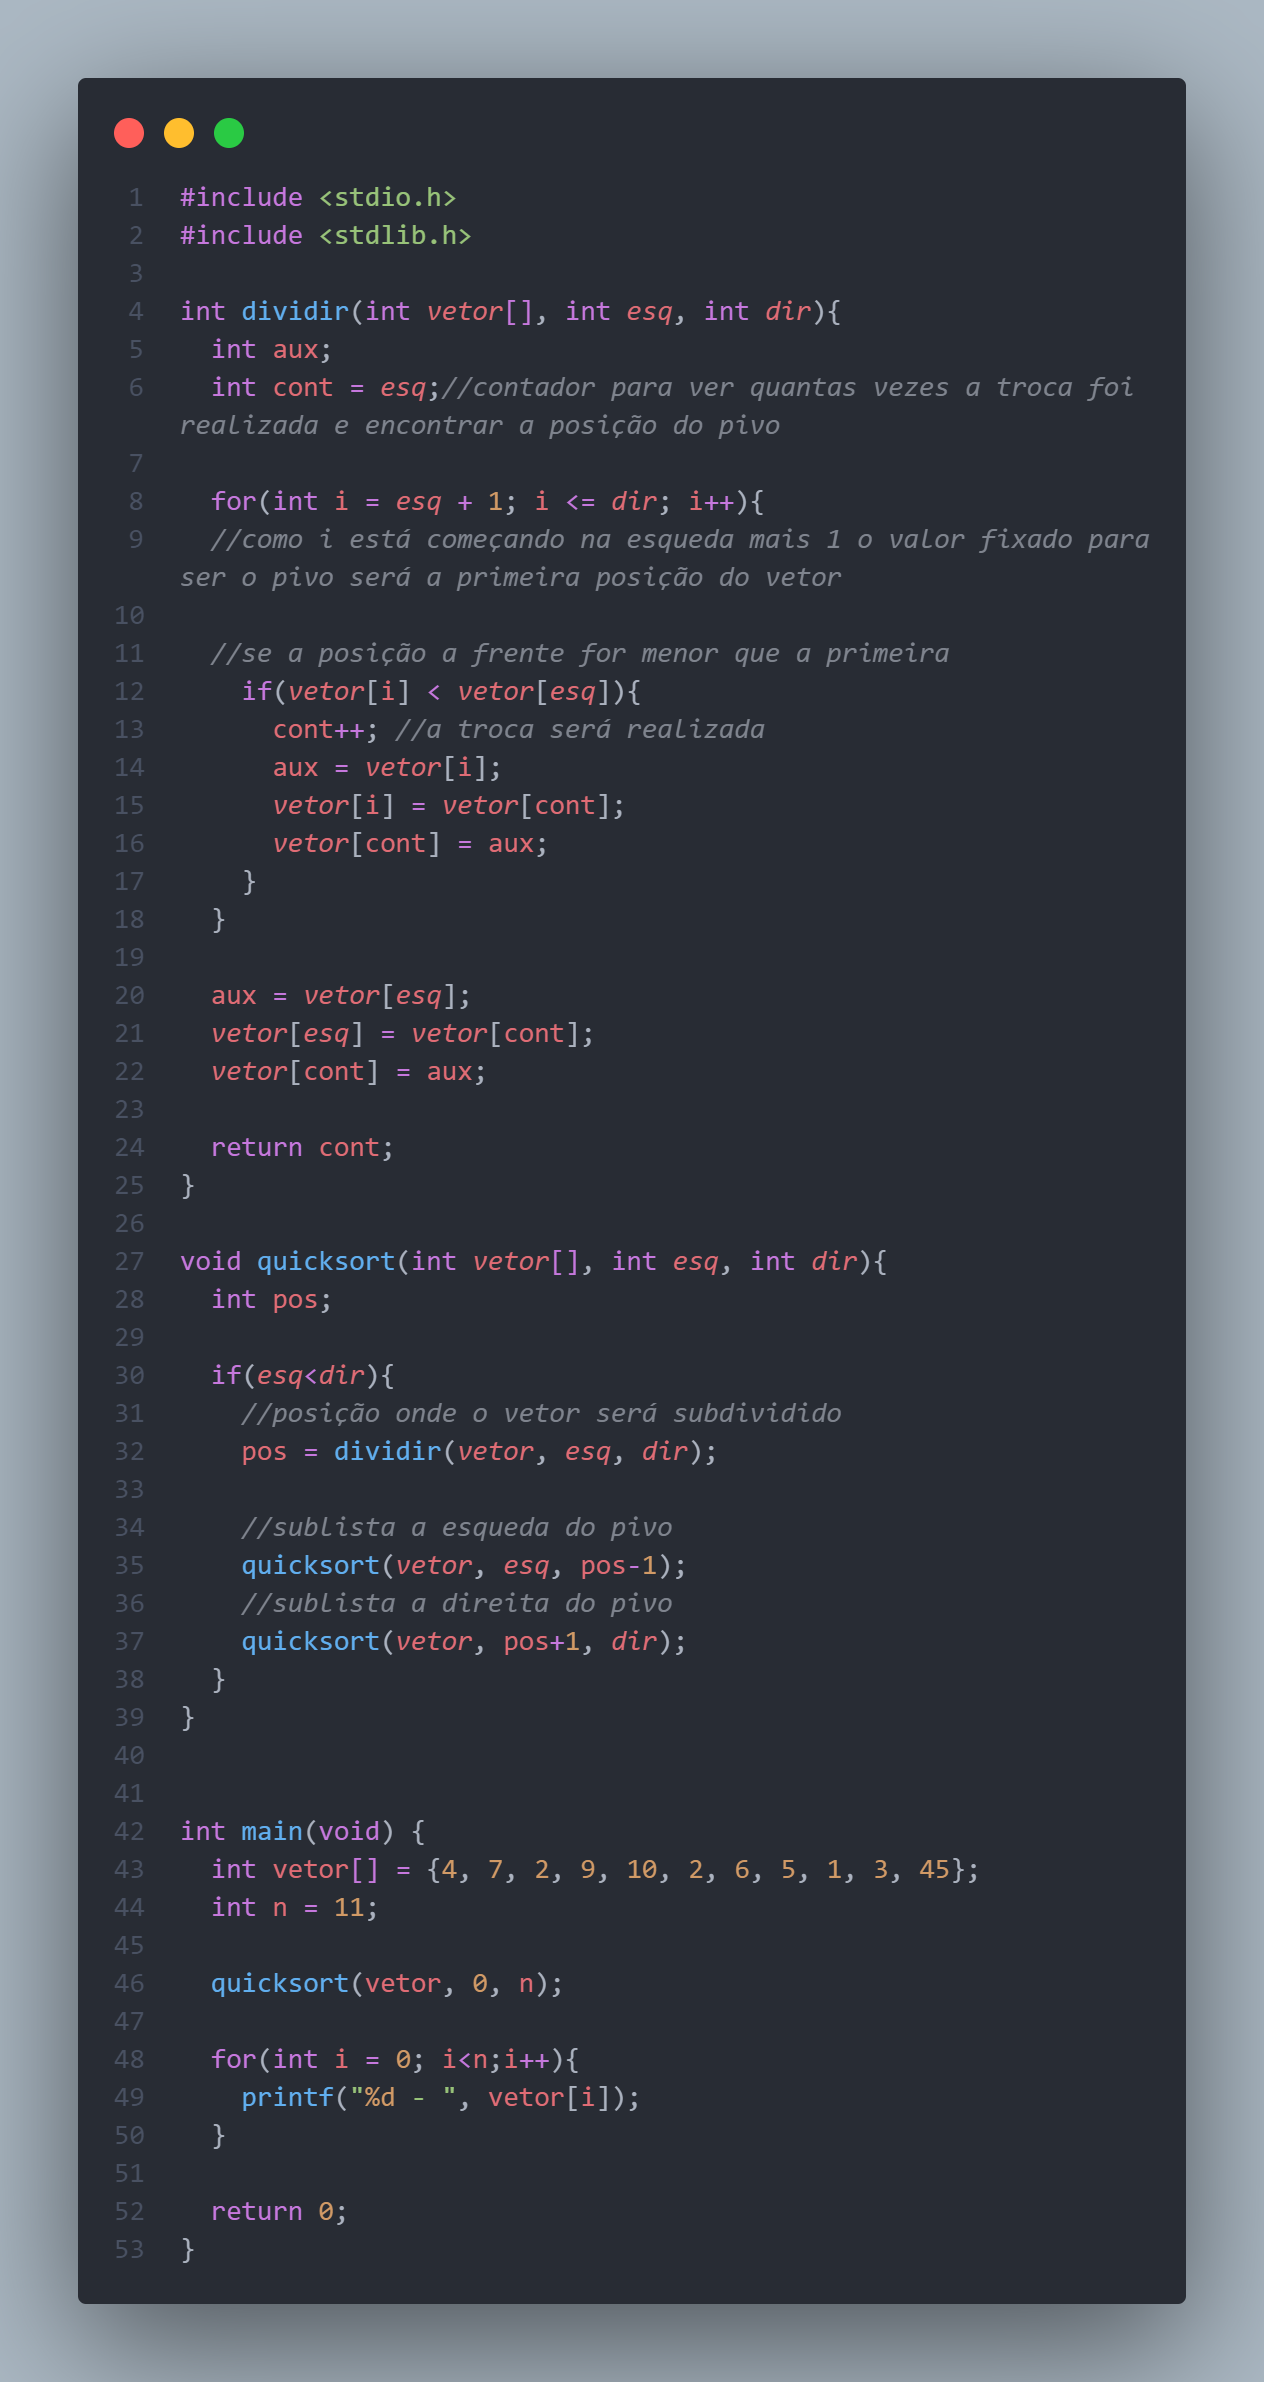 1 #include <stdio.h>
2 #include <stdlib.h>
3
4 int dividir(int vetor[], int esq, int dir){
5   int aux;
6   int cont = esq;//contador para ver quantas vezes a troca foi
realizada e encontrar a posição do pivo
7
8   for(int i = esq + 1; i <= dir; i++){
9   //como i está começando na esqueda mais 1 o valor fixado para
ser o pivo será a primeira posição do vetor
10
11   //se a posição a frente for menor que a primeira
12     if(vetor[i] < vetor[esq]){
13       cont++; //a troca será realizada
14       aux = vetor[i];
15       vetor[i] = vetor[cont];
16       vetor[cont] = aux;
17     }
18   }
19
20   aux = vetor[esq];
21   vetor[esq] = vetor[cont];
22   vetor[cont] = aux;
23
24   return cont;
25 }
26
27 void quicksort(int vetor[], int esq, int dir){
28   int pos;
29
30   if(esq<dir){
31     //posição onde o vetor será subdividido
32     pos = dividir(vetor, esq, dir);
33
34     //sublista a esqueda do pivo
35     quicksort(vetor, esq, pos-1);
36     //sublista a direita do pivo
37     quicksort(vetor, pos+1, dir);
38   }
39 }
40
41
42 int main(void) {
43   int vetor[] = {4, 7, 2, 9, 10, 2, 6, 5, 1, 3, 45};
44   int n = 11;
45
46   quicksort(vetor, 0, n);
47
48   for(int i = 0; i<n;i++){
49     printf("%d - ", vetor[i]);
50   }
51
52   return 0;
53 }